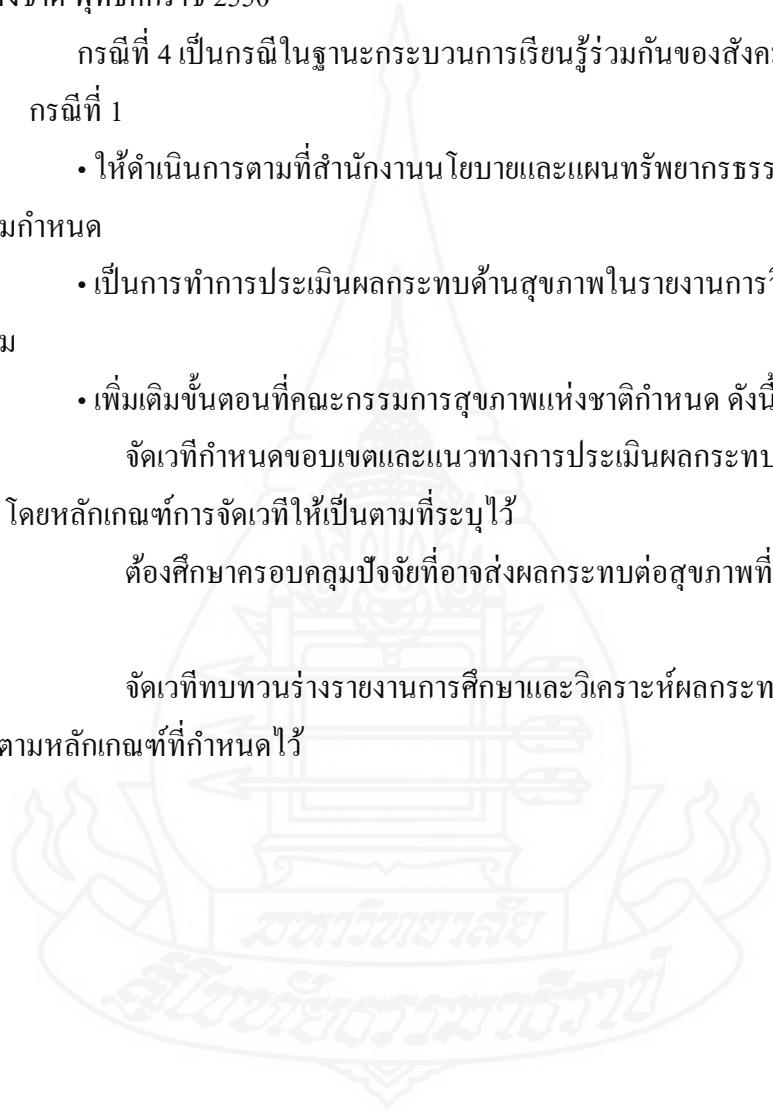 กรณีที่ 4 เป็นกรณีในฐานะกระบวนการเรียนรู้ร่วมกันของสังค
กรณีที่ 1
• ให้ดำเนินการตามที่สำนักงานนโยบายและแผนทรัพยากรธรร
มกำหนด
• เป็นการทำการประเมินผลกระทบด้านสุขภาพในรายงานการวิ
ม
• เพิ่มเติมขั้นตอนที่คณะกรรมการสุขภาพแห่งชาติกำหนด ดังนี้
จัดเวทีกำหนดขอบเขตและแนวทางการประเมินผลกระทบ
โดยหลักเกณฑ์การจัดเวทีให้เป็นตามที่ระบุไว้
ต้องศึกษาครอบคลุมปัจจัยที่อาจส่งผลกระทบต่อสุขภาพที่
จัดเวทีทบทวนร่างรายงานการศึกษาและวิเคราะห์ผลกระท
ตามหลักเกณฑ์ที่กำหนดไว้
มหาวิทยาลัย
สุโขทัยธรรมาธิราช